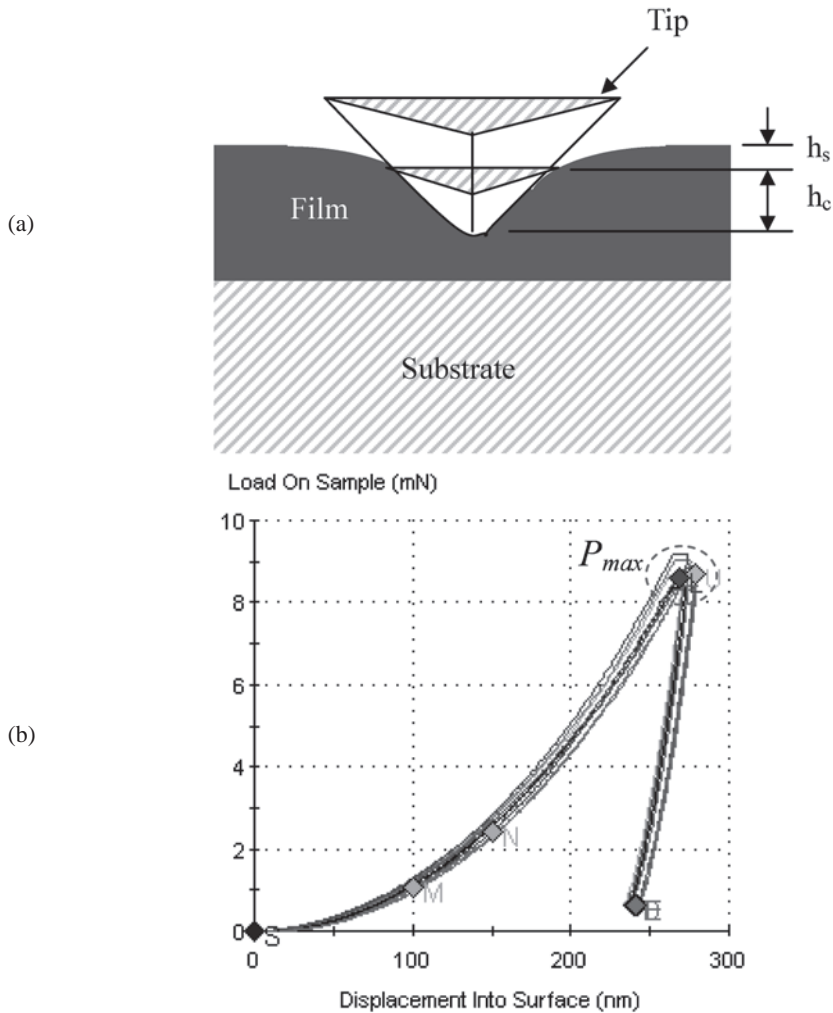 Tip
h_s
Film
h_c
(a)
Substrate
Load On Sample (mN)
10
P_max
8
6
4
(b)
N
2
M
0
S
0
100
200
300
Displacement Into Surface (nm)